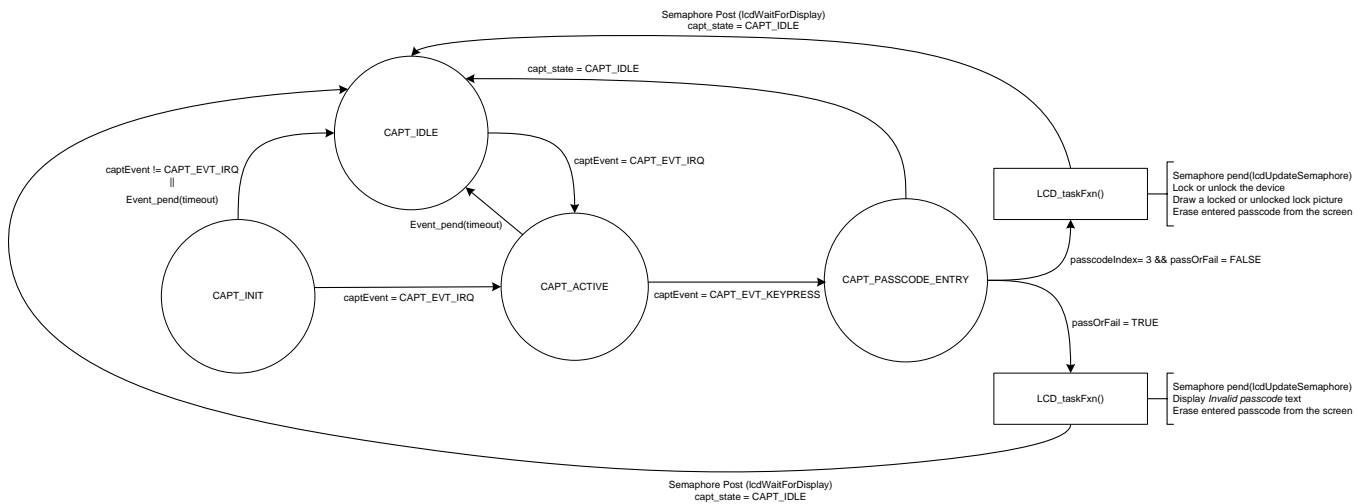 Semaphore Post (lcdWaitForDisplay)
capt_state = CAPT_IDLE
capt_state = CAPT_IDLE
CAPT_IDLE
captEvent != CAPT_EVT_IRQ
||
Event_pend(timeout)
captEvent = CAPT_EVT_IRQ
Event_pend(timeout)
LCD_taskFxn()
Semaphore pend(lcdUpdateSemaphore)
Lock or unlock the device
Draw a locked or unlocked lock picture
Erase entered passcode from the screen
passcodeIndex= 3 && passOrFail = FALSE
CAPT_INIT
captEvent = CAPT_EVT_IRQ
CAPT_ACTIVE
captEvent = CAPT_EVT_KEYPRESS
CAPT_PASSCODE_ENTRY
passOrFail = TRUE
LCD_taskFxn()
Semaphore pend(lcdUpdateSemaphore)
Display Invalid passcode text
Erase entered passcode from the screen
Semaphore Post (lcdWaitForDisplay)
capt_state = CAPT_IDLE